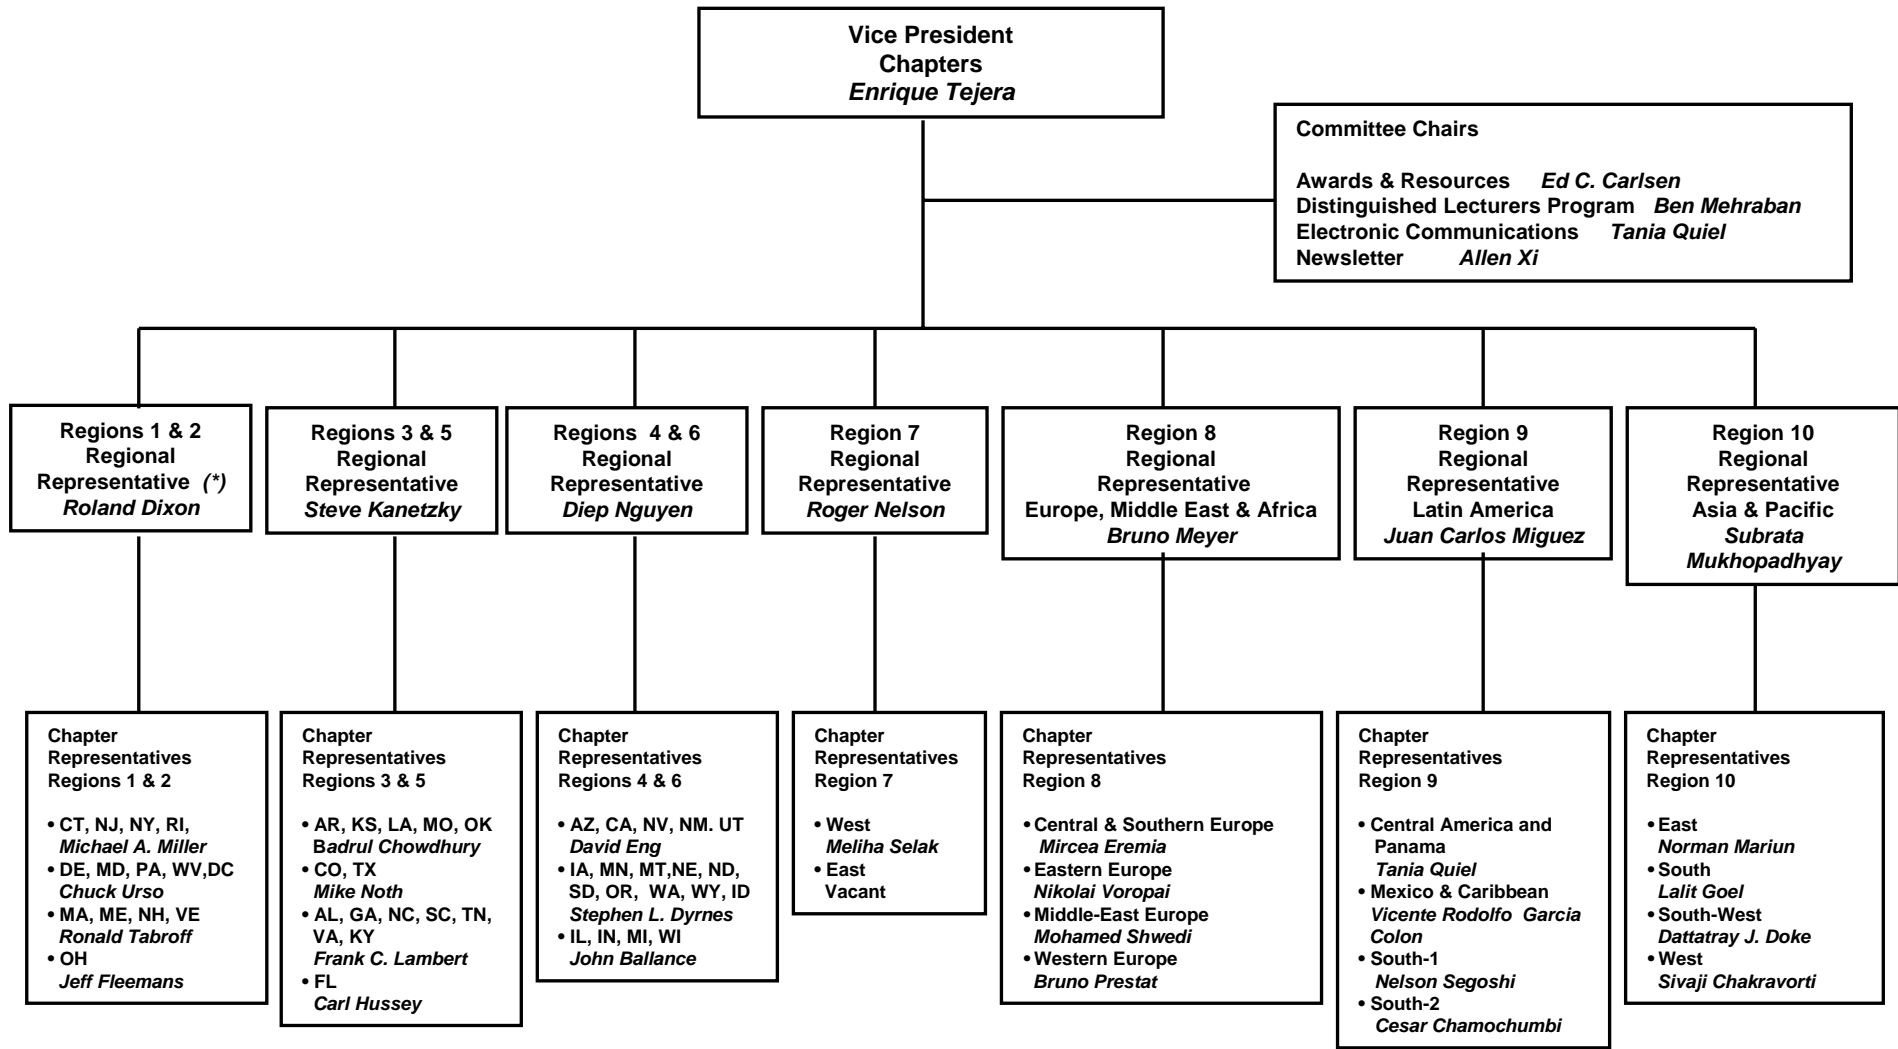 Vice President
Chapters
Enrique Tejera
Committee Chairs
Awards & Resources Ed C. Carlsen
Distinguished Lecturers Program Ben Mehraban
Electronic Communications Tania Quiel
Newsletter Allen Xi
Regions 1 & 2
Regional
Representative (*)
Roland Dixon
Regions 3 & 5
Regional
Representative
Steve Kanetzky
Regions 4 & 6
Regional
Representative
Diep Nguyen
Region 7
Regional
Representative
Roger Nelson
Region 8
Regional
Representative
Europe, Middle East & Africa
Bruno Meyer
Region 9
Regional
Representative
Latin America
Juan Carlos Miguez
Region 10
Regional
Representative
Asia & Pacific
Subrata
Mukhopadhyay
Chapter
Representatives
Regions 1 & 2
• CT, NJ, NY, RI,
Michael A. Miller
• DE, MD, PA, WV,DC
Chuck Urso
• MA, ME, NH, VE
Ronald Tabroff
• OH
Jeff Fleemans
Chapter
Representatives
Regions 3 & 5
• AR, KS, LA, MO, OK
Badrul Chowdhury
• CO, TX
Mike Noth
• AL, GA, NC, SC, TN,
VA, KY
Frank C. Lambert
• FL
Carl Hussey
Chapter
Representatives
Regions 4 & 6
• AZ, CA, NV, NM. UT
David Eng
• IA, MN, MT,NE, ND,
SD, OR, WA, WY, ID
Stephen L. Dyrnes
• IL, IN, MI, WI
John Ballance
Chapter
Representatives
Region 7
• West
Meliha Selak
• East
Vacant
Chapter
Representatives
Region 8
• Central & Southern Europe
Mircea Eremia
• Eastern Europe
Nikolai Voropai
• Middle-East Europe
Mohamed Shwedi
• Western Europe
Bruno Prestat
Chapter
Representatives
Region 9
• Central America and
Panama
Tania Quiel
• Mexico & Caribbean
Vicente Rodolfo Garcia
Colon
• South-1
Nelson Segoshi
• South-2
Cesar Chamochumbi
Chapter
Representatives
Region 10
• East
Norman Mariun
• South
Lalit Goel
• South-West
Dattatray J. Doke
• West
Sivaji Chakravorti